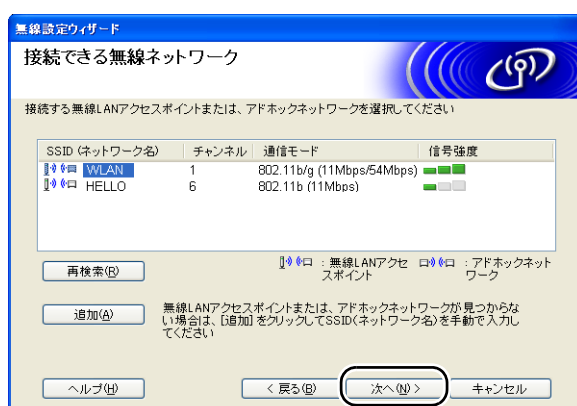 無線設定ウィザード
接続できる無線ネットワーク
接続する無線LANアクセスポイントまたは、アドホックネットワークを選択してください
SSID (ネットワーク名) チャンネル 通信モード 信号強度
WLAN 1 802.11b/g (11Mbps/54Mbps)
HELLO 6 802.11b (11Mbps)
再検索(R)
:無線LANアクセ
スポイント
:アドホックネット
ワーク
追加(A)
無線LANアクセスポイントまたは、アドホックネットワークが見つからな
い場合は、[追加]をクリックしてSSID(ネットワーク名)を手動で入力し
てください
ヘルプ(H) < 戻る(B) 次へ(N) > キャンセル